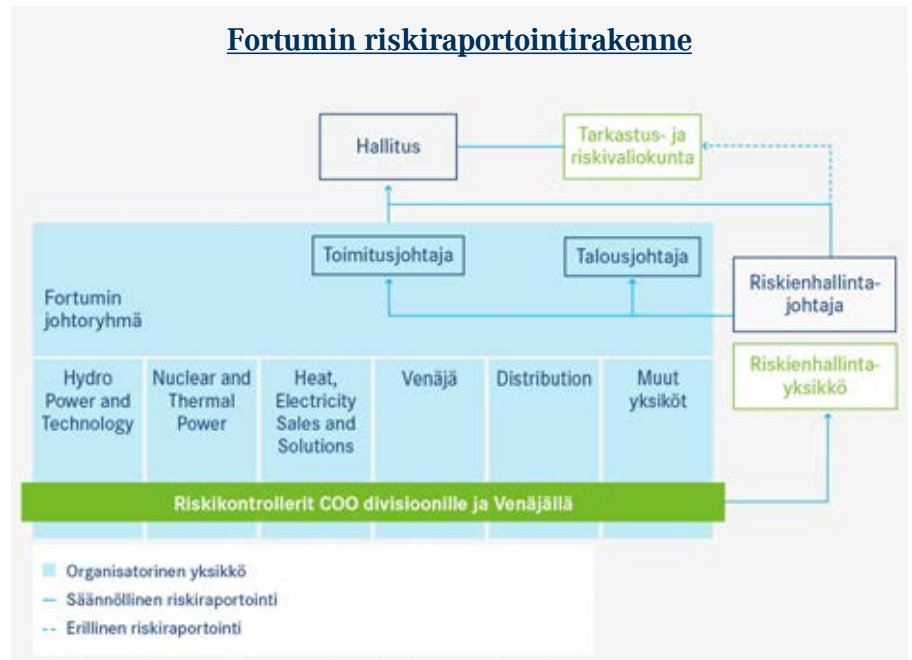 Fortumin riskiraportointirakenne
Hallitus
Tarkastus- ja
riskivaliokunta
Toimitusjohtaja
Talousjohtaja
Riskienhallinta-
johtaja
Fortumin
johtoryhmä
Riskienhallinta-
yksikkö
Hydro
Power and
Technology
Nuclear and
Thermal
Power
Heat,
Electricity
Sales and
Solutions
Venäjä
Distribution
Muut
yksiköt
Riskikontrollerit COO divisioonille ja Venäjällä
Organisatorinen yksikkö
Säännöllinen riskiraportointi
Erillinen riskiraportointi